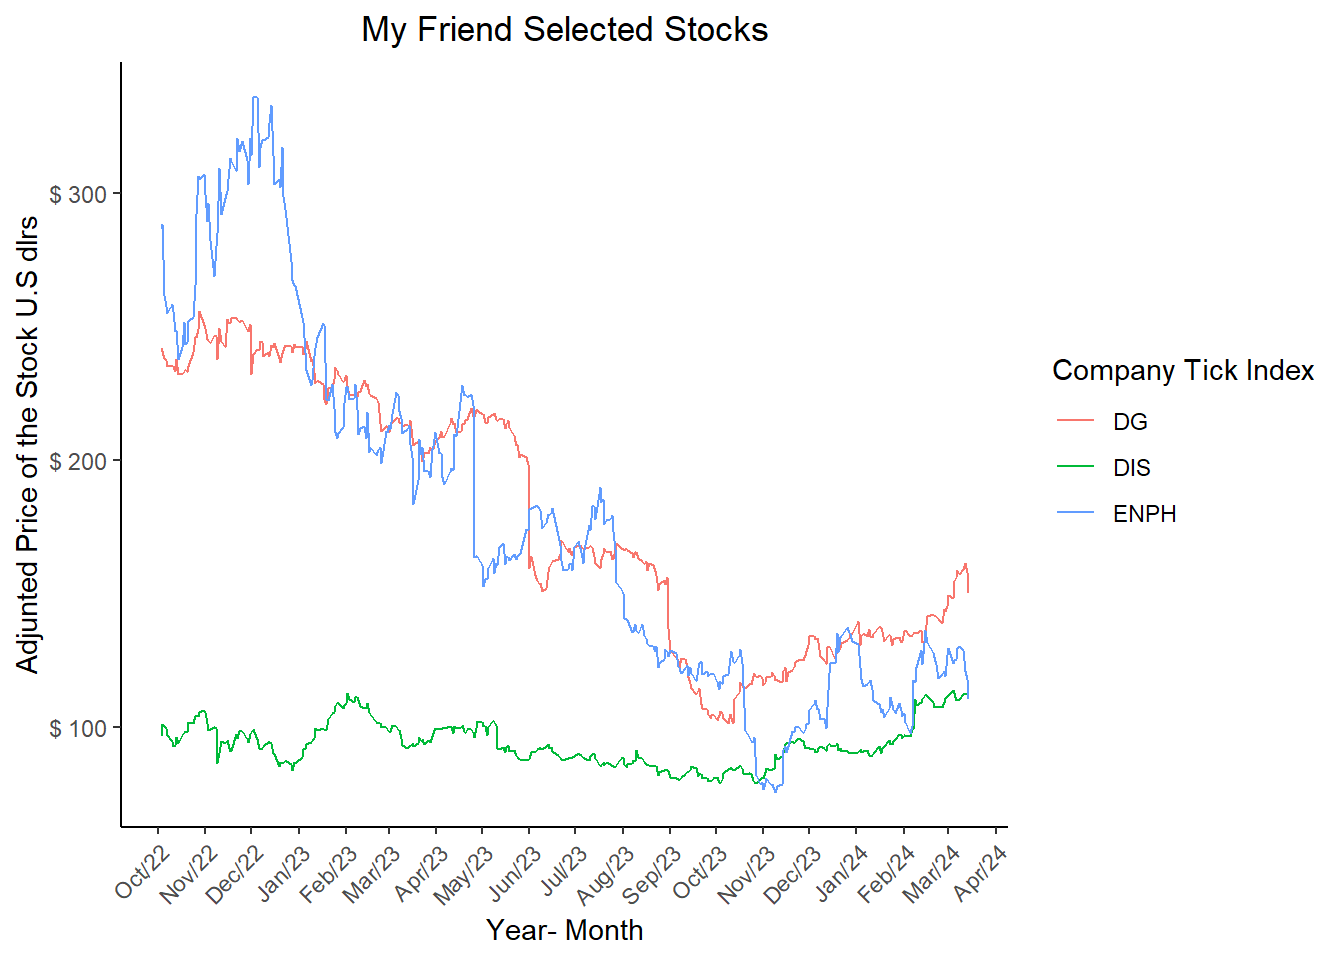 My Friend Selected Stocks
Adjunted Price of the Stock U.S dlrs
$ 300
$ 200
$ 100
Oct/22
Nov/22
Dec/22
Jan/23
Feb/23
Mar/23
Apr/23
May/23
Jun/23
Jul/23
Aug/23
Sep/23
Oct/23
Nov/23
Dec/23
Jan/24
Feb/24
Mar/24
Apr/24
Year- Month
Company Tick Index
DG
DIS
ENPH